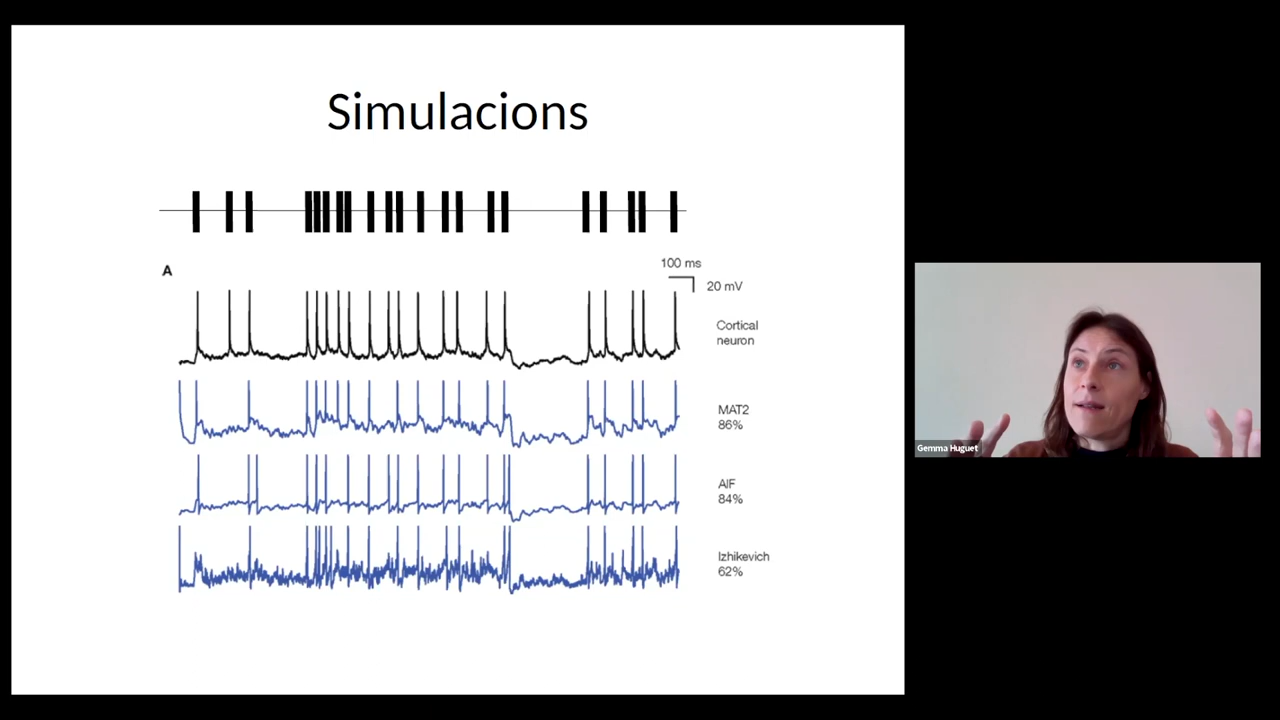 Simulacions
A
100 ms
20 mV
Cortical
neuron
MAT2
86%
AIF
84%
Izhikevich
62%
Gemma Huguet